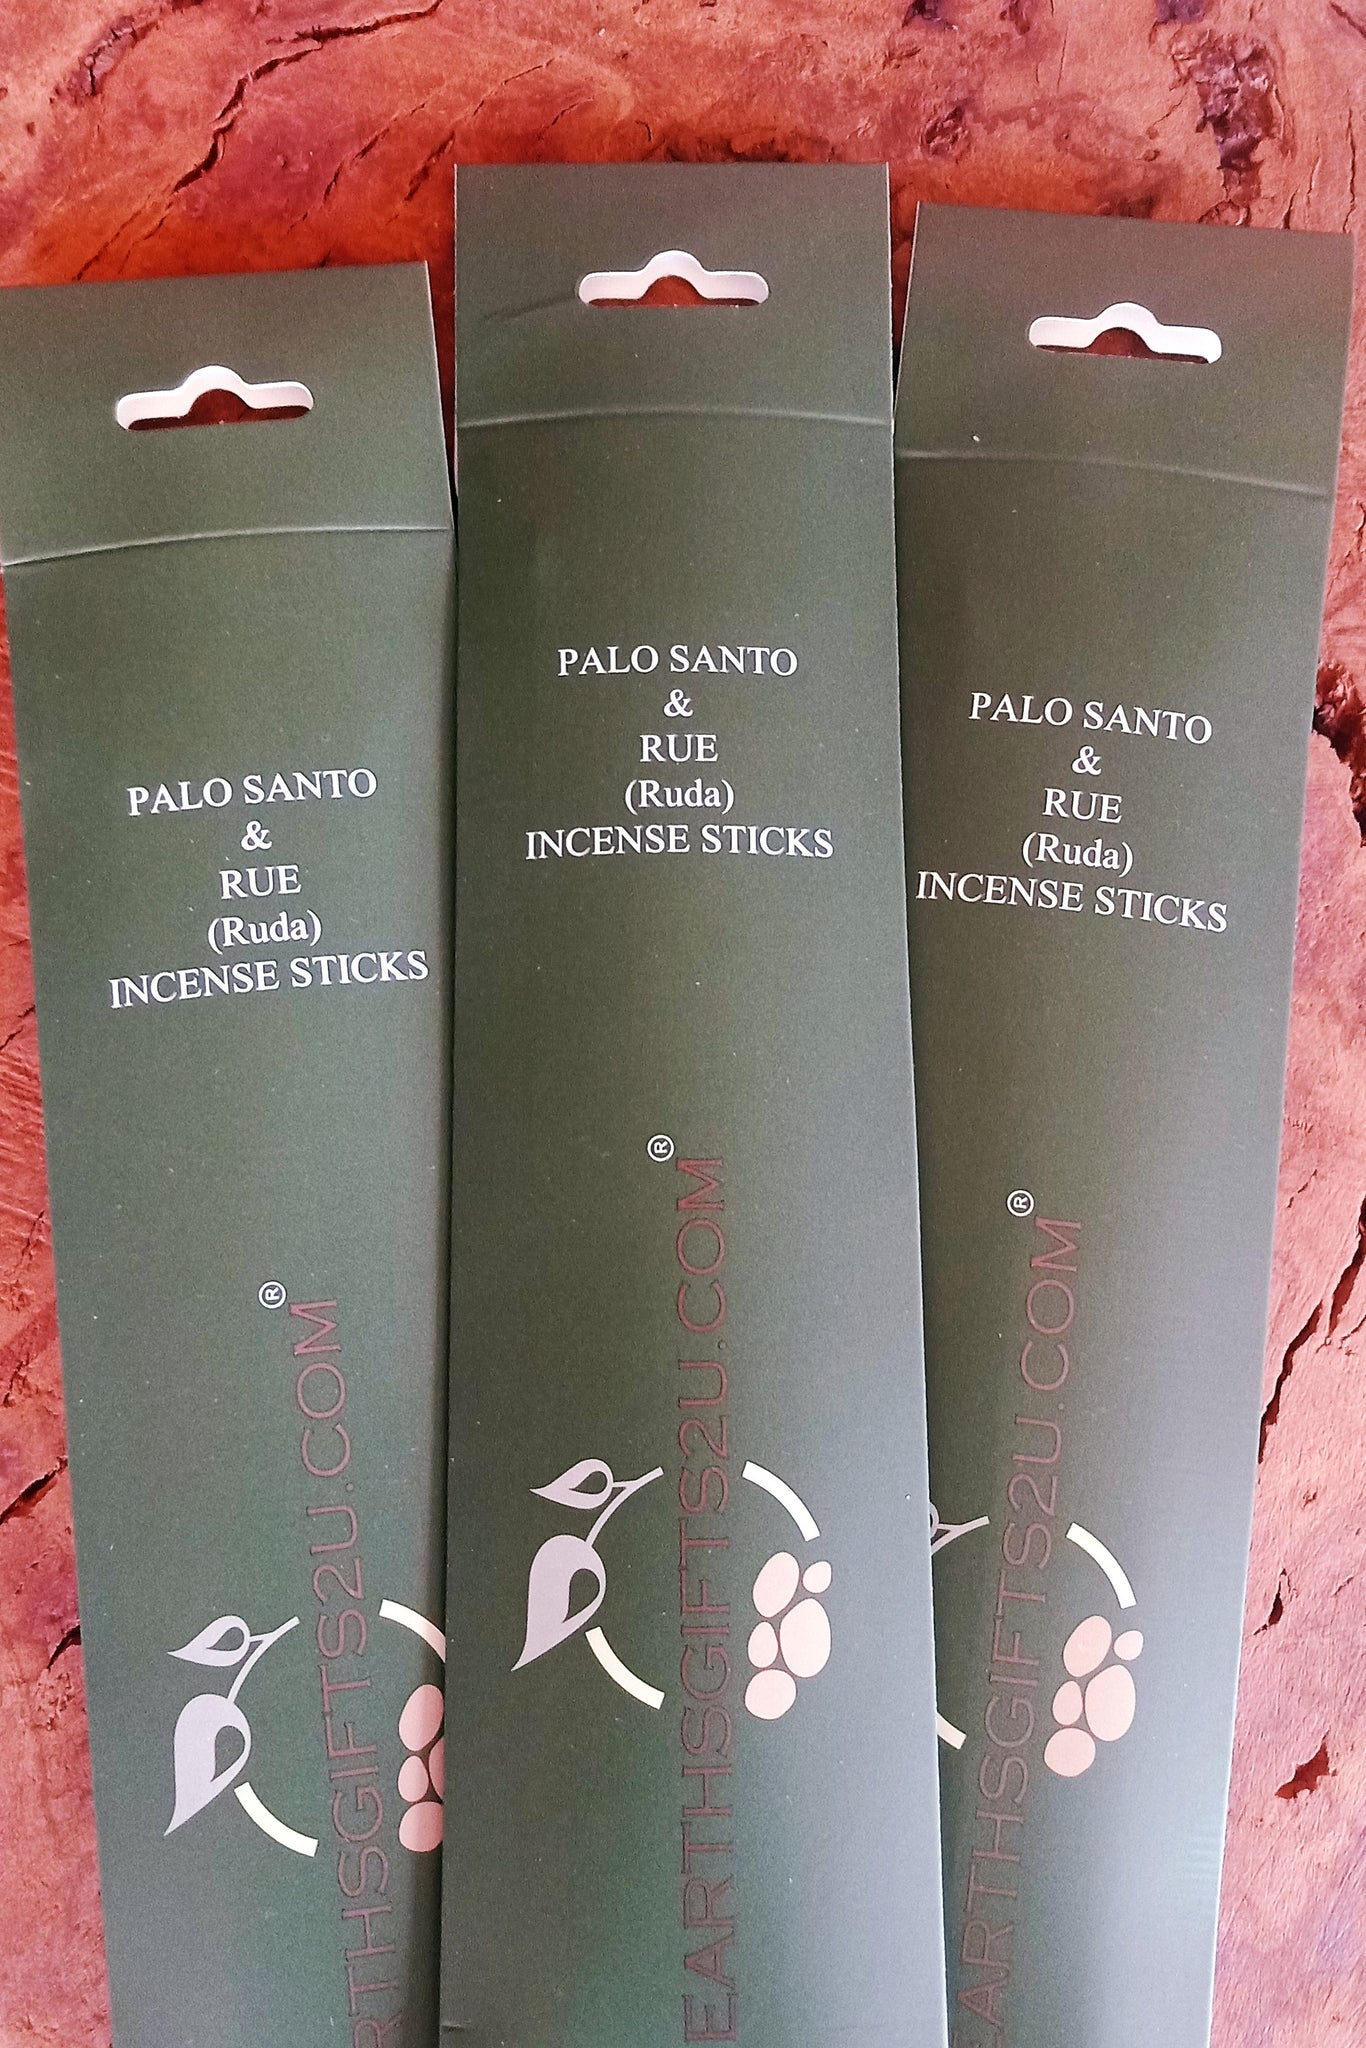 PALO SANTO
&
RUE
(Ruda)
INCENSE STICKS
RTHSGIFTS2U.COM®
PALO SANTO
&
RUE
(Ruda)
INCENSE STICKS
EARTHSGIFTS2U.COM®
PALO SANTO
&
RUE
(Ruda)
INCENSE STICKS
EARTHSGIFTS2U.COM®